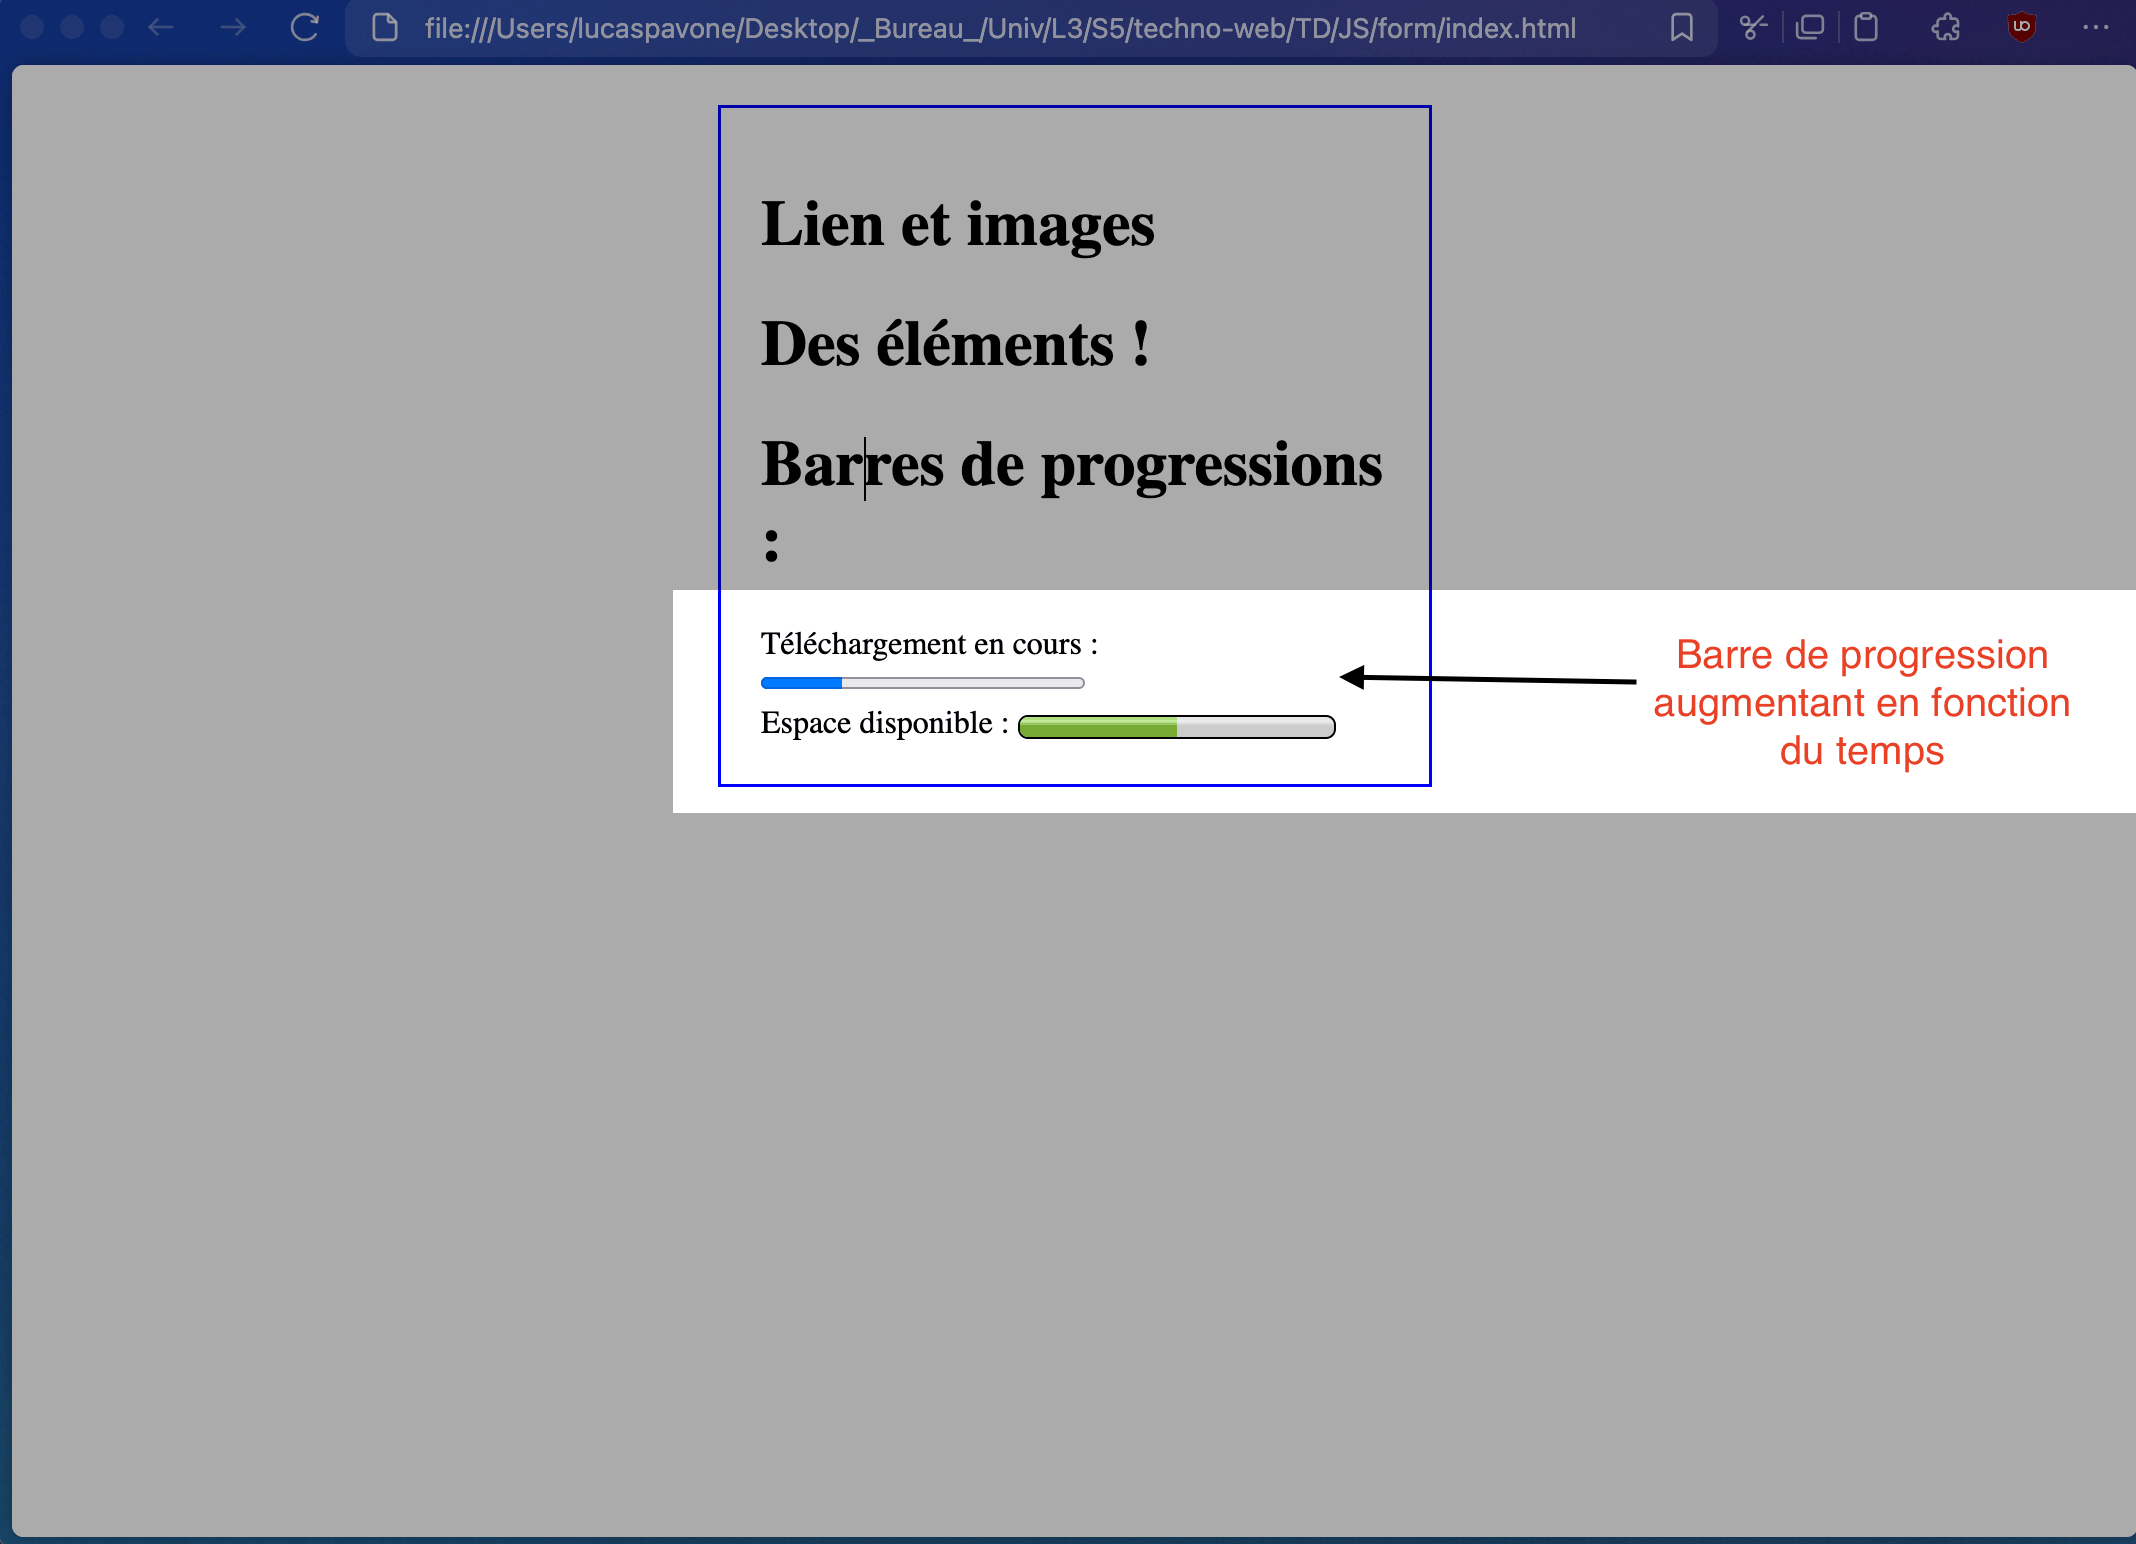 file:///Users/lucaspavone/Desktop/_Bureau_/Univ/L3/S5/techno-web/TD/JS/form/index.html
Lien et images
Des éléments !
Barres de progressions
:
Téléchargement en cours :
Espace disponible :
Barre de progression
augmentant en fonction
du temps